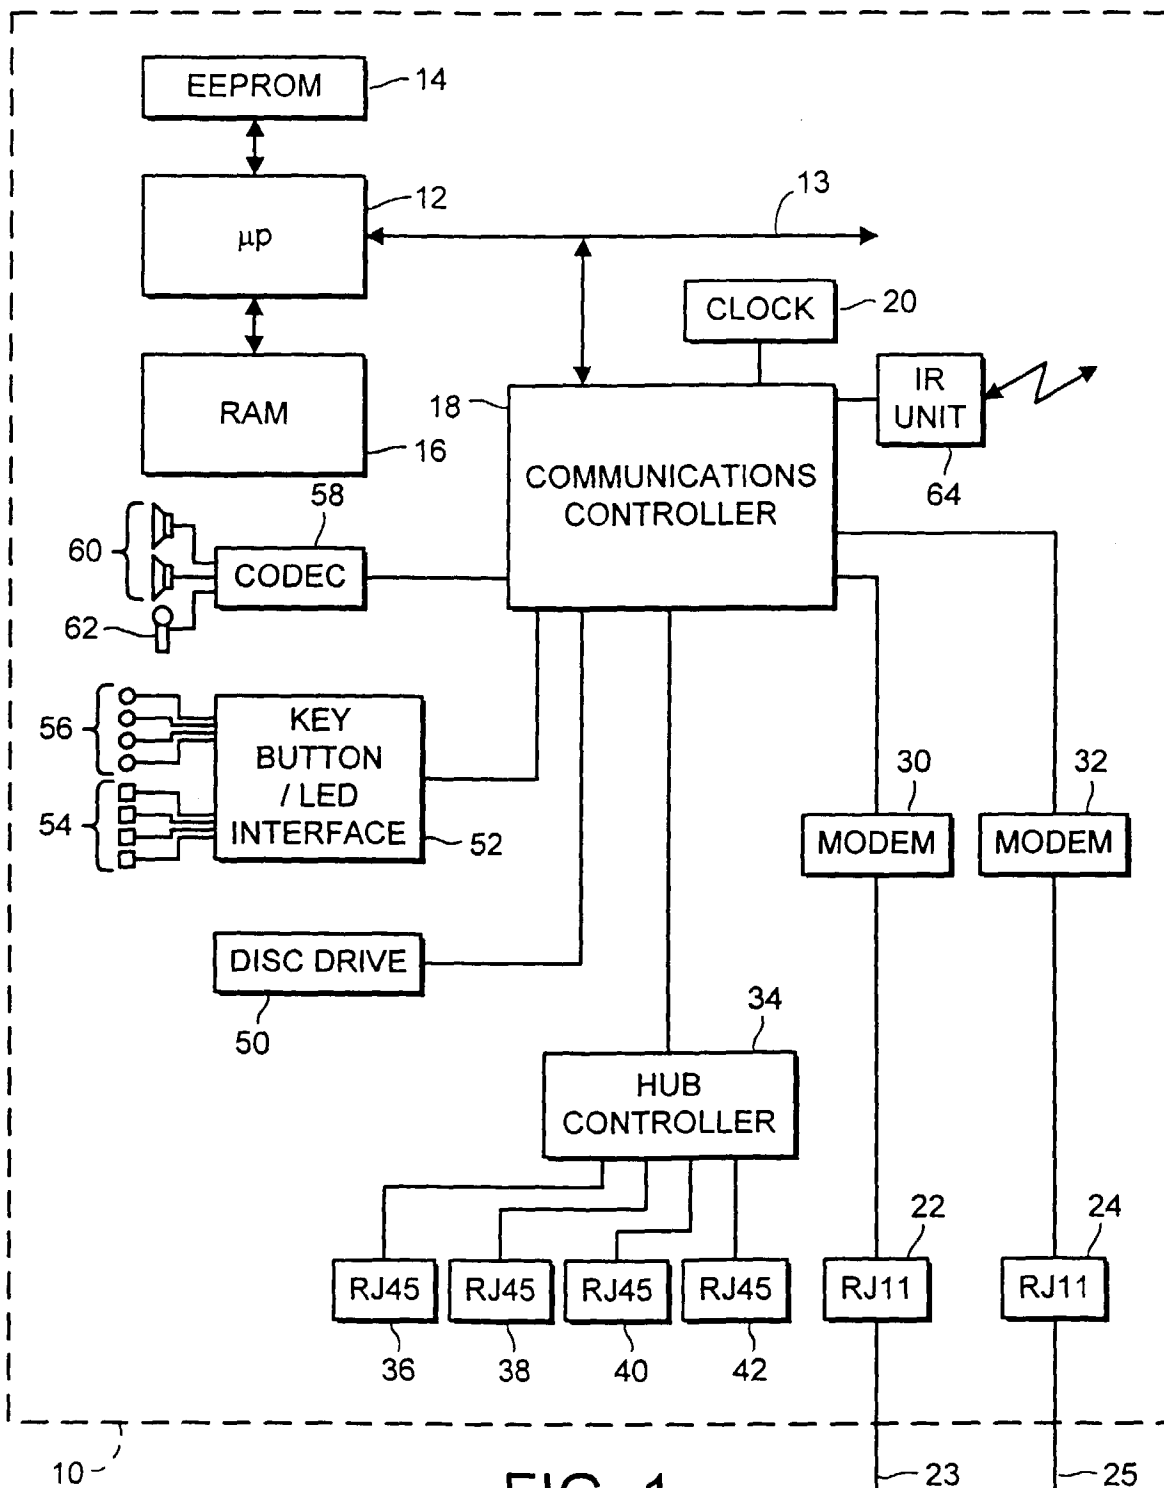 EEPROM
14
12
µp
13
CLOCK
20
RAM
16
18
IR
UNIT
64
COMMUNICATIONS
CONTROLLER
58
60
CODEC
62
56
54
KEY
BUTTON
/ LED
INTERFACE
52
30
32
MODEM
MODEM
DISC DRIVE
50
34
HUB
CONTROLLER
22
24
RJ45
RJ45
RJ45
RJ45
RJ11
RJ11
36
38
40
42
10
FIG. 1
23
25